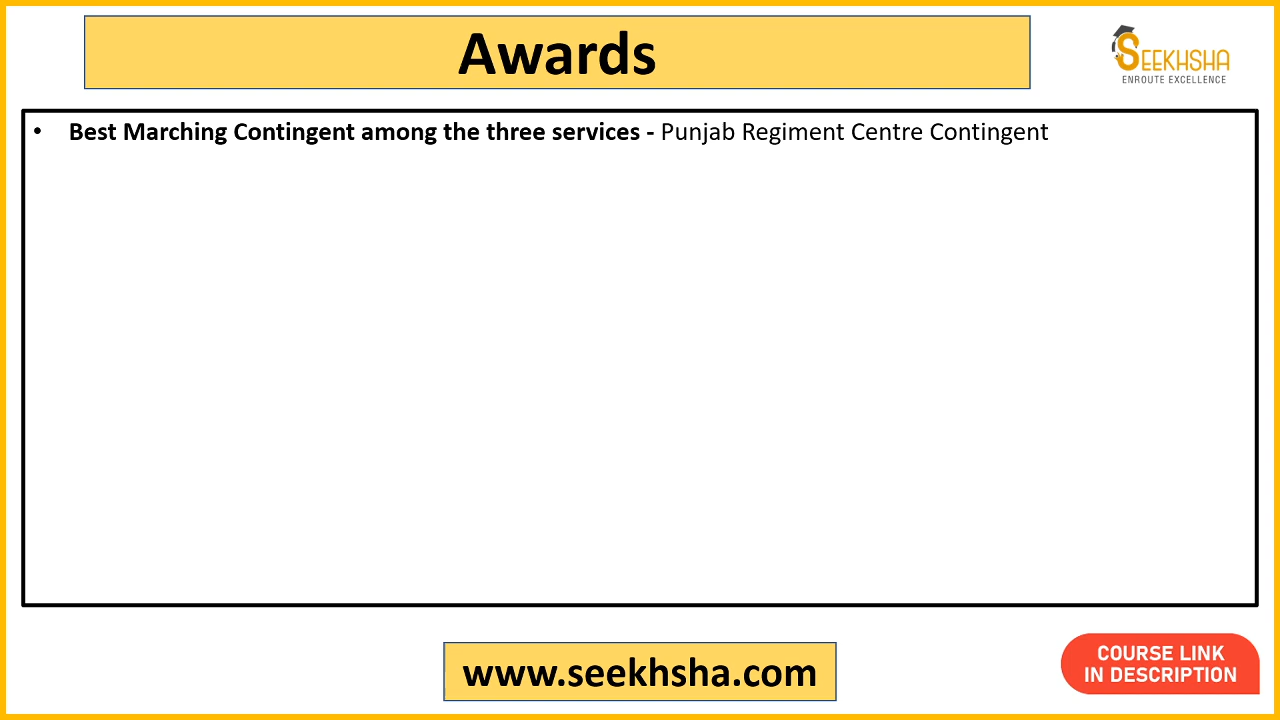 Awards
SEEKHSHA
ENROUTE EXCELLENCE
• Best Marching Contingent among the three services - Punjab Regiment Centre Contingent
www.seekhsha.com
COURSE LINK
IN DESCRIPTION